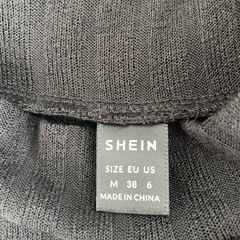 SHEIN
SIZE EU US
M 38 6
MADE IN CHINA